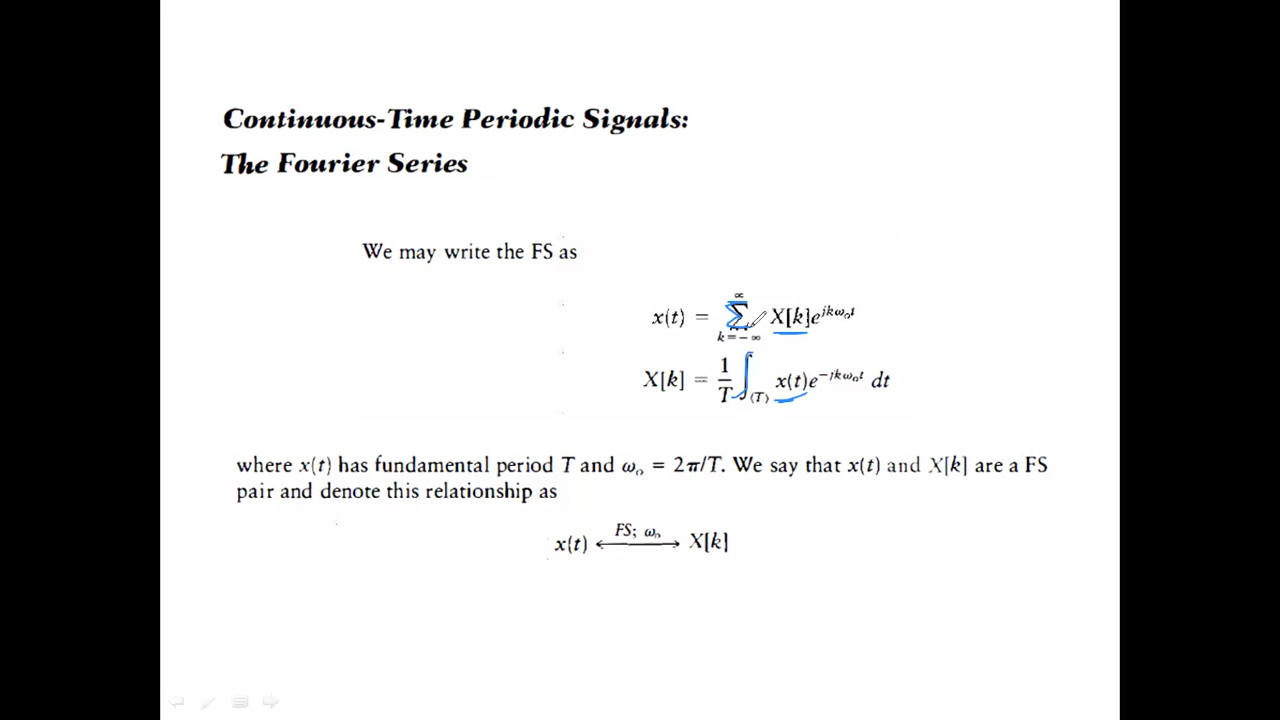 Continuous-Time Periodic Signals:
The Fourier Series
We may write the FS as
x(t) = ∑_{k=-∞}^{∞} X[k]e^{jkω₀t}
X[k] = 1/T ∫_{⟨T⟩} x(t)e^{-jkω₀t} dt
where x(t) has fundamental period T and ω₀ = 2π/T. We say that x(t) and X[k] are a FS
pair and denote this relationship as
x(t) ⟷^{FS; ω₀} X[k]